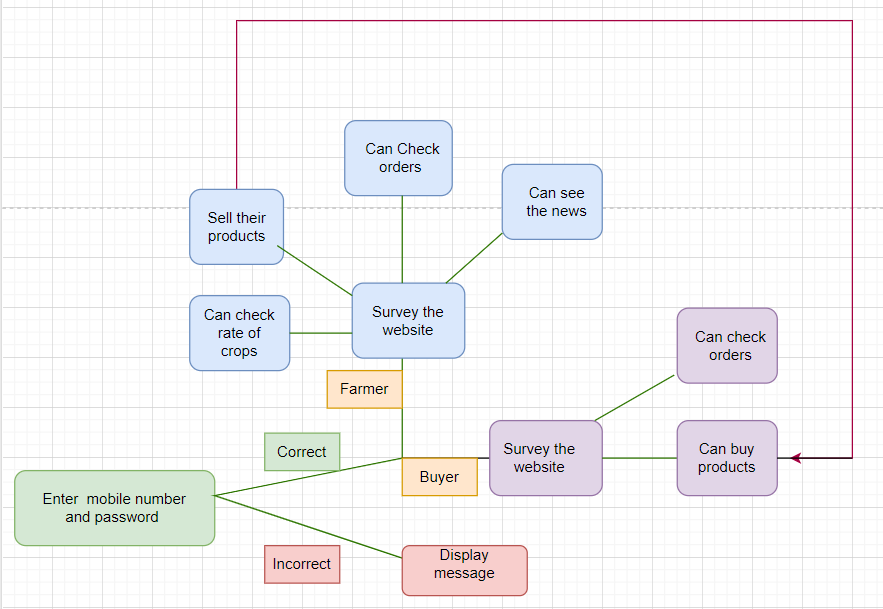 Can Check
orders
Can see
the news
Sell their
products
Survey the
website
Can check
rate of
crops
Can check
orders
Farmer
Correct
Survey the
website
Can buy
products
Buyer
Enter  mobile number
and password
Incorrect
Display
message